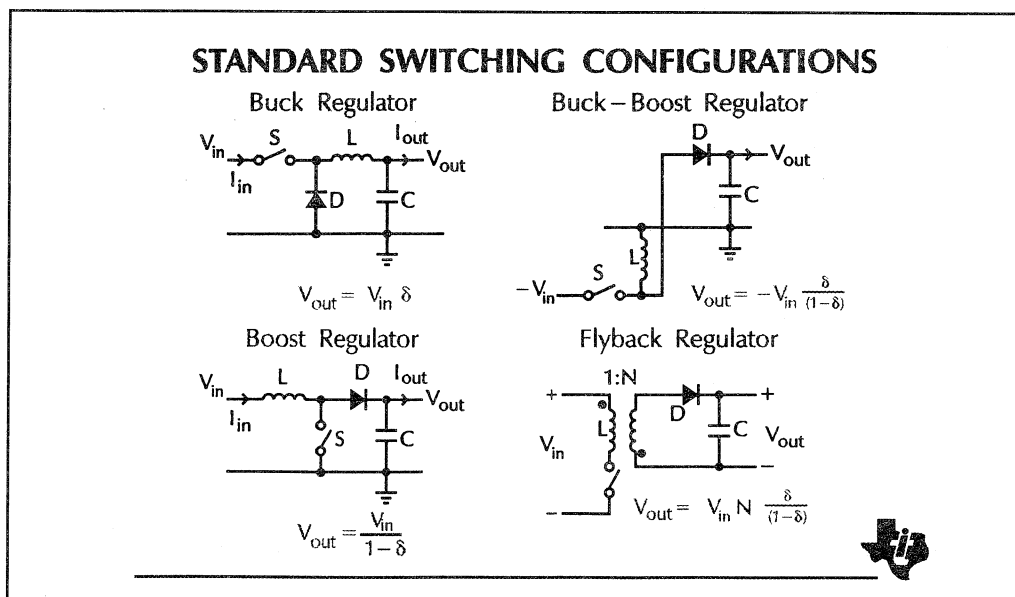 STANDARD SWITCHING CONFIGURATIONS
Buck Regulator
S
L
I_out
V_in
V_out
I_in
D
C
V_out = V_in δ
Buck – Boost Regulator
D
V_out
C
L
S
–V_in
V_out = –V_in δ/(1–δ)
Boost Regulator
L
D
I_out
V_in
V_out
I_in
S
C
V_out = V_in/1–δ
Flyback Regulator
1:N
+
+
D
L
C
V_in
V_out
–
–
V_out = V_in N δ/(1–δ)